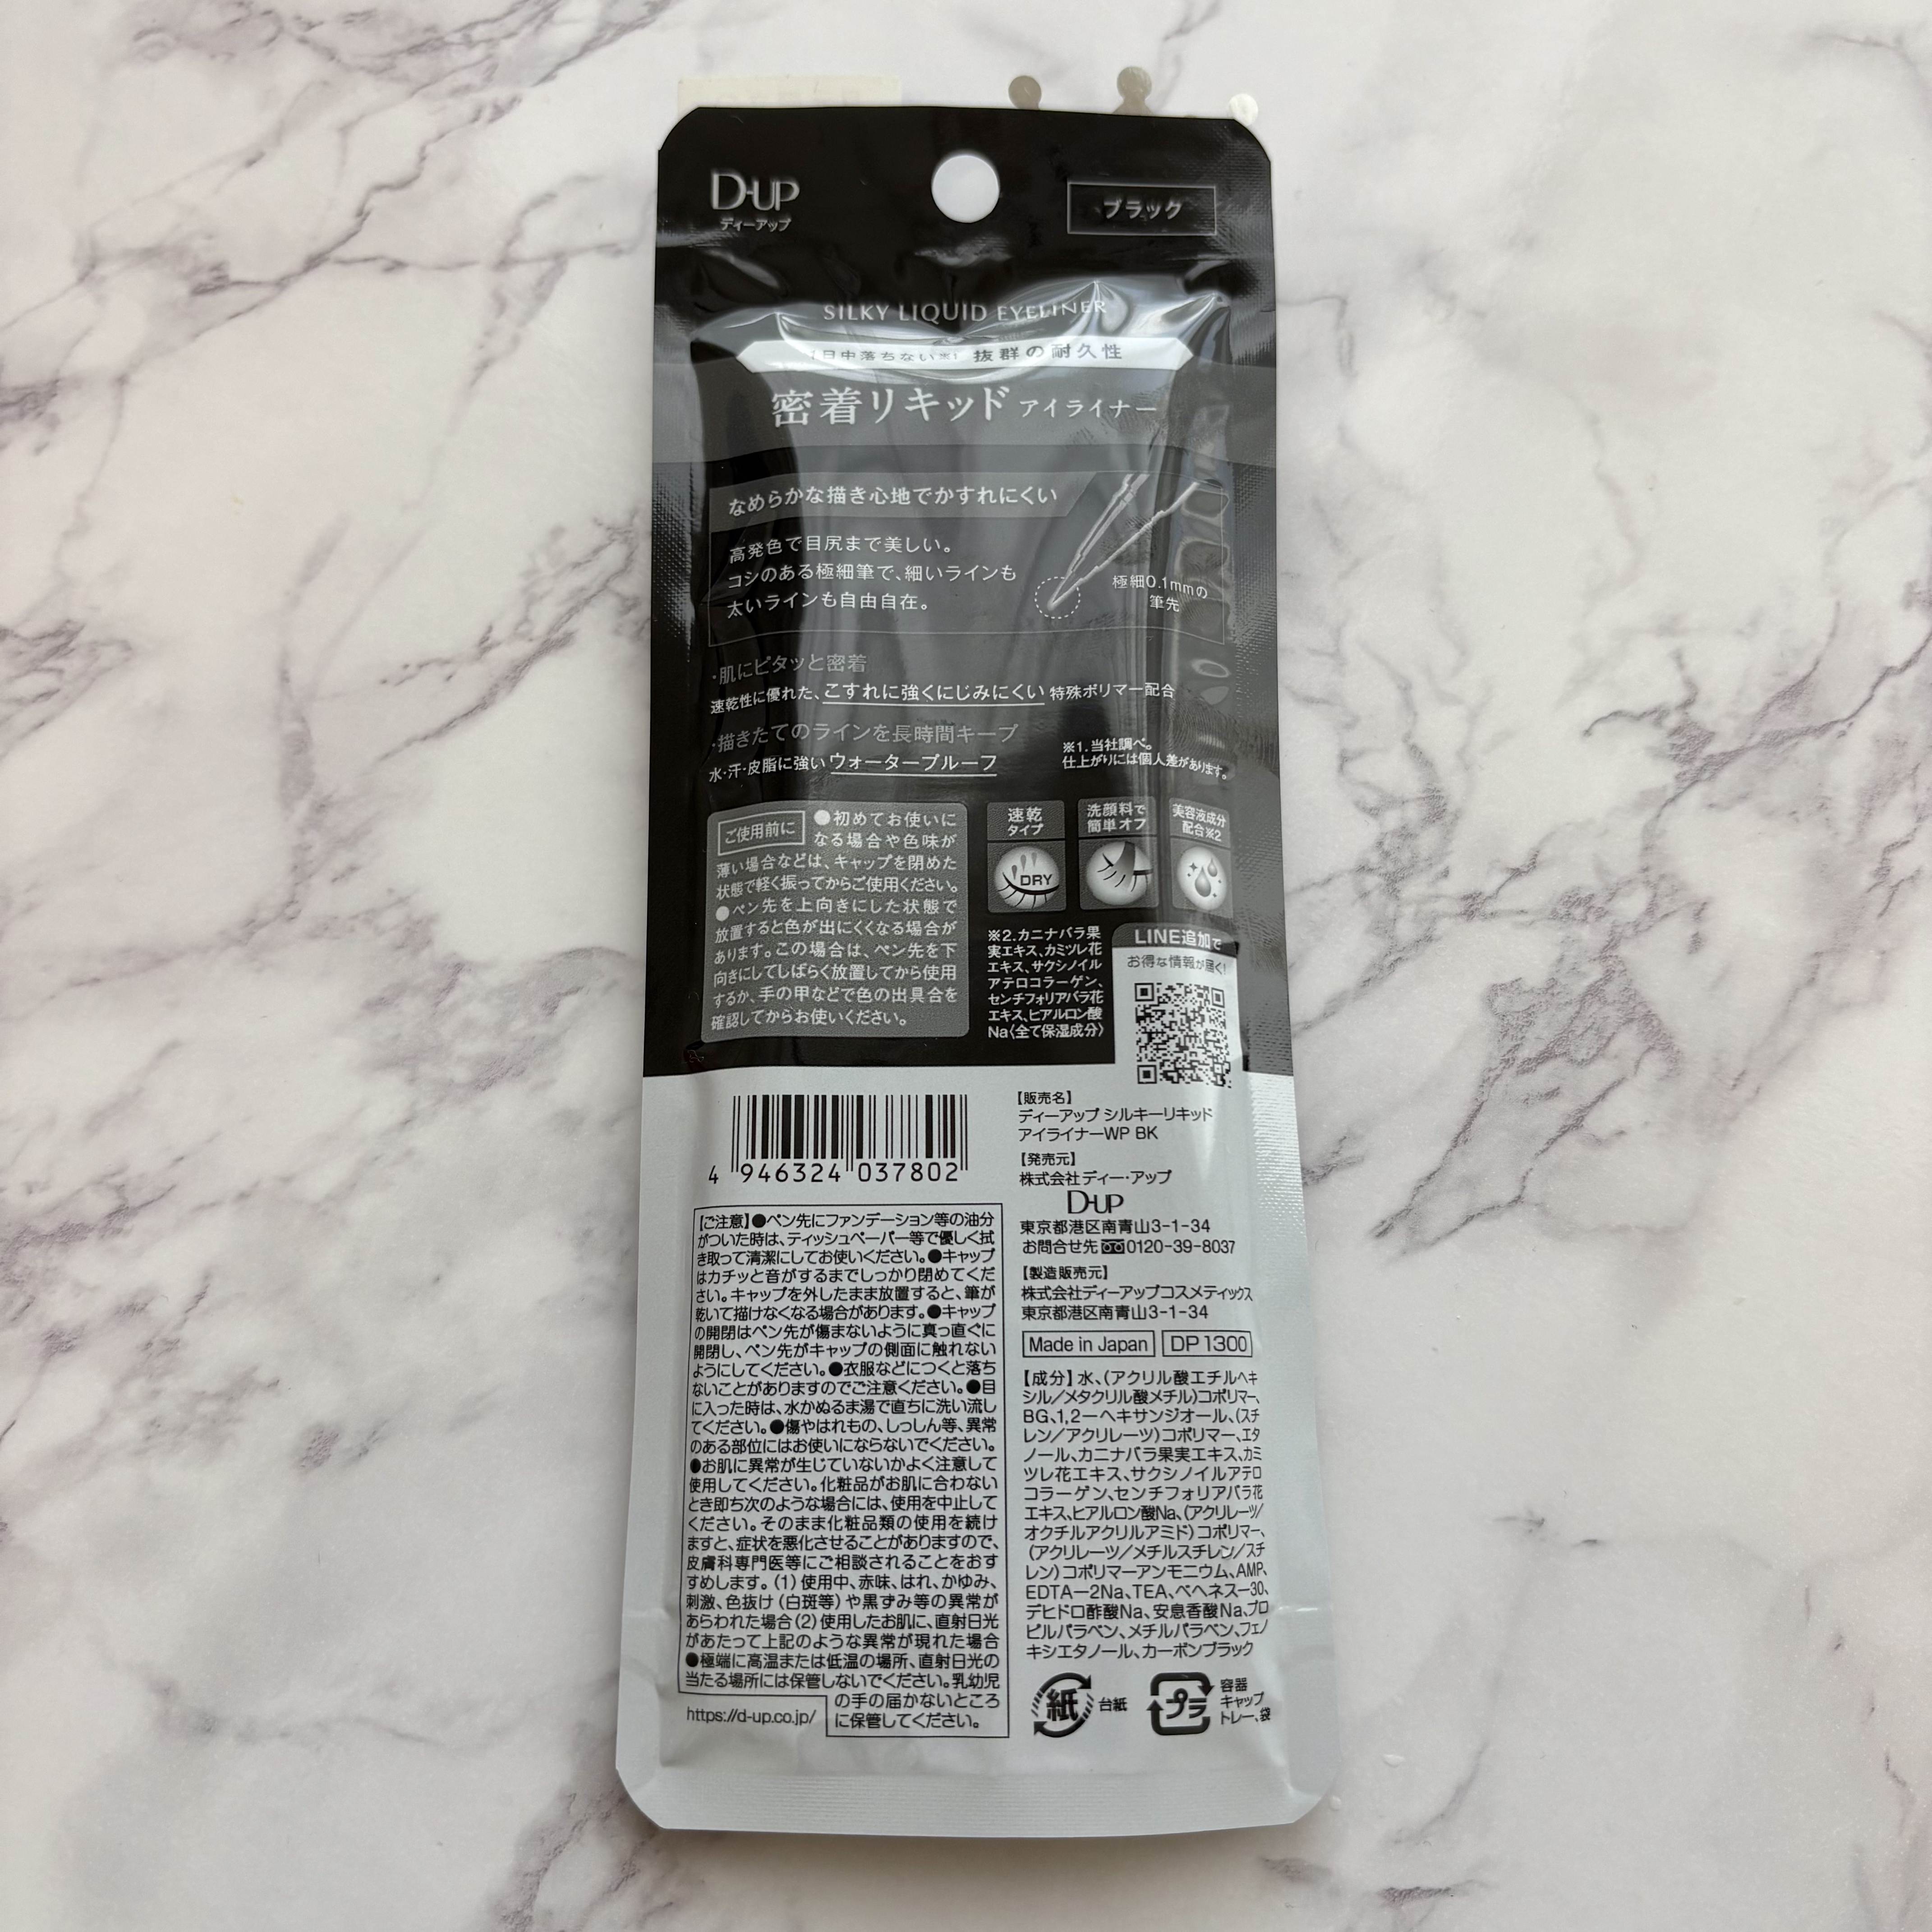 D-UP
ディーアップ
ブラック
SILKY LIQUID EYELINER
1日中落ちない※1 抜群の耐久性
密着リキッド アイライナー
なめらかな描き心地でかすれにくい
高発色で目尻まで美しい。
コシのある極細筆で、細いラインも
太いラインも自由自在。
極細0.1mmの
筆先
・肌にピタッと密着
速乾性に優れた、こすれに強くにじみにくい 特殊ポリマー配合
・描きたてのラインを長時間キープ
水・汗・皮脂に強いウォータープルーフ
※1.当社調べ。
仕上がりには個人差があります。
ご使用前に
●初めてお使いに
なる場合や色味が
薄い場合などは、キャップを閉めた
状態で軽く振ってからご使用ください。
●ペン先を上向きにした状態で
放置すると色が出にくくなる場合が
あります。この場合は、ペン先を下
向きにしてしばらく放置してから使用
するか、手の甲などで色の出具合を
確認してからお使いください。
速乾
タイプ
DRY
洗顔料で
簡単オフ
美容液成分
配合※2
※2.カニナバラ果
実エキス、カミツレ花
エキス、サクシノイル
アテロコラーゲン、
センチフォリアバラ花
エキス、ヒアルロン酸
Na〈全て保湿成分〉
LINE追加で
お得な情報が届く!
4 946324 037802
【販売名】
ディーアップ シルキーリキッド
アイライナーWP BK
【発売元】
株式会社ディー・アップ
D-UP
東京都港区南青山3-1-34
お問合せ先 0120-39-8037
【製造販売元】
株式会社ディーアップコスメティックス
東京都港区南青山3-1-34
Made in Japan
DP1300
【ご注意】●ペン先にファンデーション等の油分
がついた時は、ティッシュペーパー等で優しく拭
き取って清潔にしてお使いください。●キャップ
はカチッと音がするまでしっかり閉めてくだ
さい。キャップを外したまま放置すると、筆が
乾いて描けなくなる場合があります。●キャップ
の開閉はペン先が傷まないように真っ直ぐに
開閉し、ペン先がキャップの側面に触れない
ようにしてください。●衣服などにつくと落ち
ないことがありますのでご注意ください。●目
に入った時は、水かぬるま湯で直ちに洗い流し
てください。●傷やはれもの、しっしん等、異常
のある部位にはお使いにならないでください。
●お肌に異常が生じていないかよく注意して
使用してください。化粧品がお肌に合わない
とき即ち次のような場合には、使用を中止して
ください。そのまま化粧品類の使用を続け
ますと、症状を悪化させることがありますので、
皮膚科専門医等にご相談されることをおす
すめします。(1)使用中、赤味、はれ、かゆみ、
刺激、色抜け(白斑等)や黒ずみ等の異常が
あらわれた場合(2)使用したお肌に、直射日光
があたって上記のような異常が現れた場合
●極端に高温または低温の場所、直射日光の
当たる場所には保管しないでください。乳幼児
の手の届かないところ
に保管してください。
https://d-up.co.jp/
【成分】水、(アクリル酸エチルヘキ
シル/メタクリル酸メチル)コポリマー、
BG、1,2ーヘキサンジオール、(スチ
レン/アクリレーツ)コポリマー、エタ
ノール、カニナバラ果実エキス、カミ
ツレ花エキス、サクシノイルアテロ
コラーゲン、センチフォリアバラ花
エキス、ヒアルロン酸Na、(アクリレーツ/
オクチルアクリルアミド)コポリマー、
(アクリレーツ/メチルスチレン/スチ
レン)コポリマーアンモニウム、AMP、
EDTAー2Na、TEA、ベヘネスー30、
デヒドロ酢酸Na、安息香酸Na、プロ
ピルパラベン、メチルパラベン、フェノ
キシエタノール、カーボンブラック
紙 台紙
プラ
容器
キャップ
トレー、袋